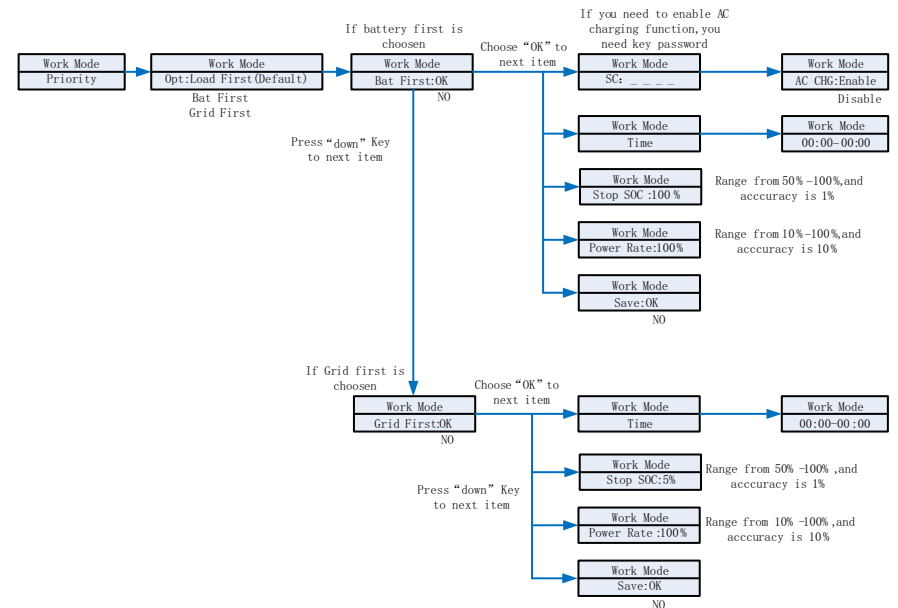 If you need to enable AC
charging function,you
need key password
If battery first is
choosen
Choose “OK” to
next item
Work Mode
Priority
Work Mode
Opt:Load First(Default)
Bat First
Grid First
Work Mode
Bat First:OK
NO
Work Mode
SC: _ _ _ _
Work Mode
AC CHG:Enable
Disable
Press “down” Key
to next item
Work Mode
Time
Work Mode
00:00-00:00
Work Mode
Stop SOC :100 %
Range from 50% -100%,and
acccuracy is 1%
Work Mode
Power Rate:100%
Range from 10% -100%,and
acccuracy is 10%
Work Mode
Save:OK
NO
If Grid first is
choosen
Choose “OK” to
next item
Work Mode
Grid First:OK
NO
Work Mode
Time
Work Mode
00:00-00:00
Press “down” Key
to next item
Work Mode
Stop SOC:5%
Range from 50% -100% ,and
acccuracy is 1%
Work Mode
Power Rate :100%
Range from 10% -100%,and
acccuracy is 10%
Work Mode
Save:OK
NO